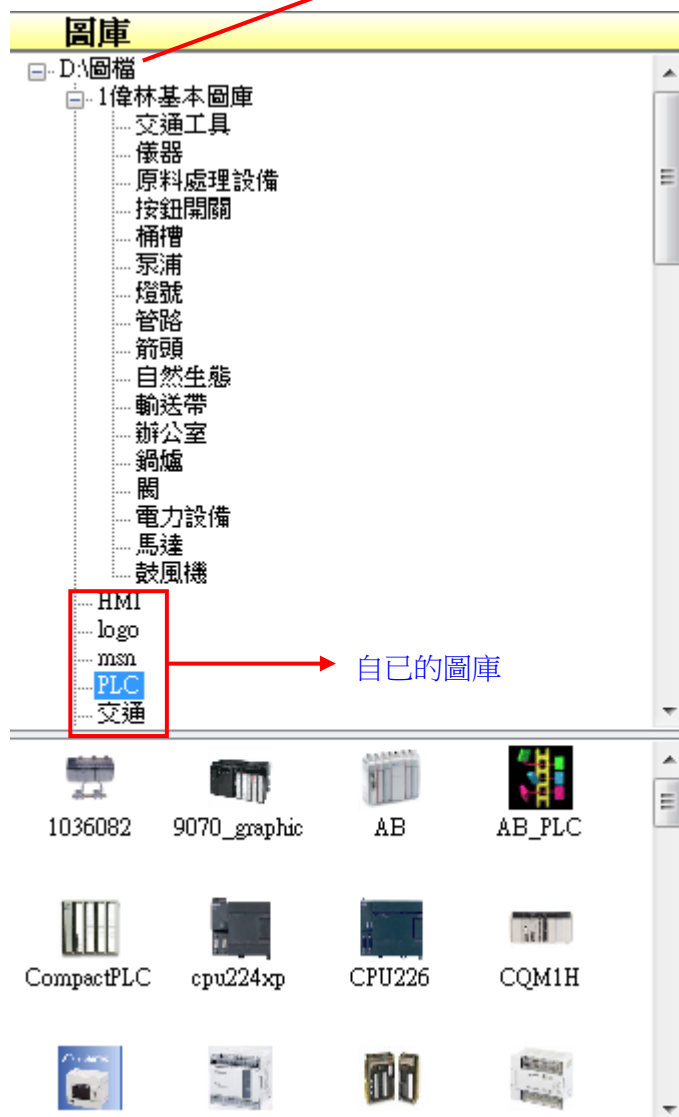 圖庫
D:\圖檔
1偉林基本圖庫
交通工具
儀器
原料處理設備
按鈕開關
桶槽
泵浦
燈號
管路
箭頭
自然生態
輸送帶
辦公室
鍋爐
閥
電力設備
馬達
鼓風機
HMI
logo
msn
PLC
交通
自已的圖庫
1036082 9070_graphic AB AB_PLC
CompactPLC cpu224xp CPU226 CQM1H